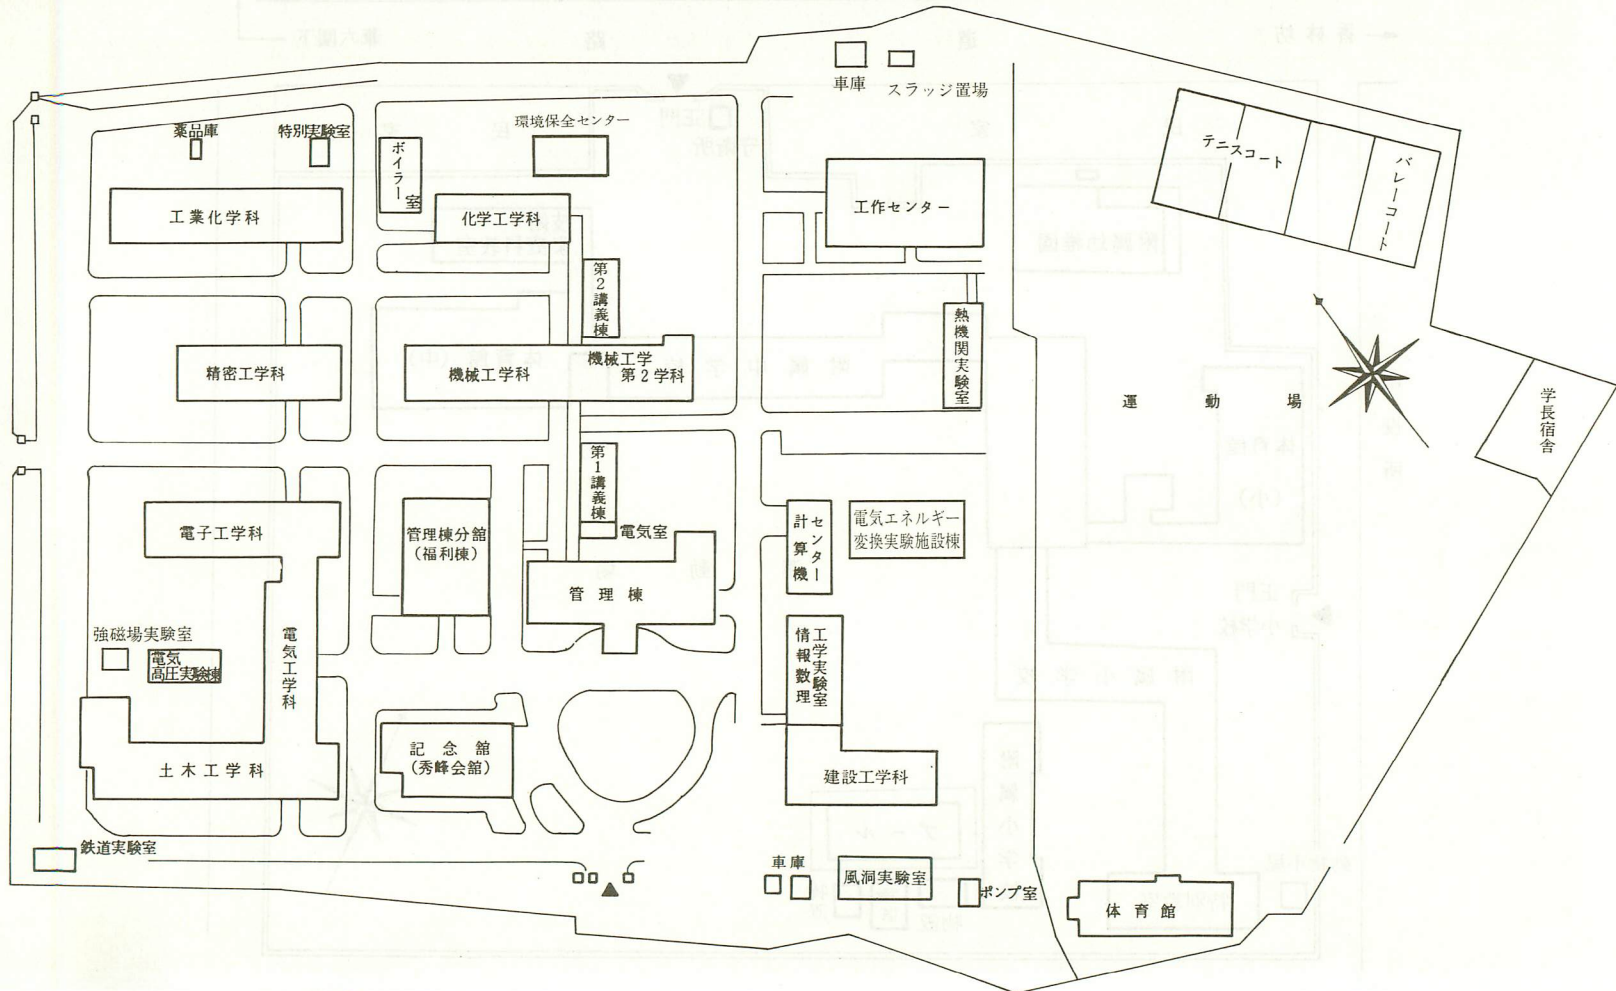 車庫
スラッジ置場
薬品庫
特別実験室
環境保全センター
ボイラー室
テニスコート
バレーコート
工業化学科
化学工学科
工作センター
第2講義棟
熱機関実験室
精密工学科
機械工学科
機械工学
第2学科
運動場
学長宿舎
第1講義棟
電気室
電子工学科
管理棟分館
(福利棟)
計算機
センター
電気エネルギー
変換実験施設棟
管理棟
強磁場実験室
電気
高圧実験棟
電気工学科
情報数理
工学実験室
土木工学科
記念館
(秀峰会館)
建設工学科
鉄道実験室
車庫
風洞実験室
ポンプ室
体育館